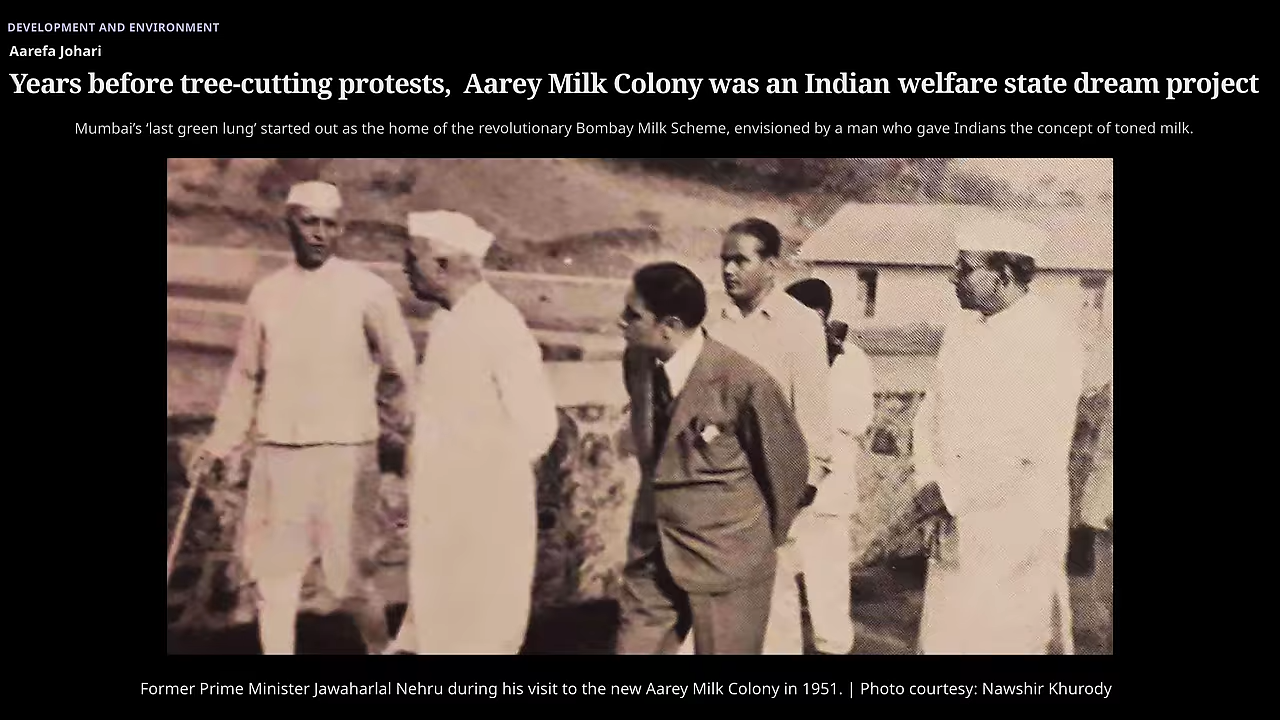 DEVELOPMENT AND ENVIRONMENT
Aarefa Johari
Years before tree-cutting protests, Aarey Milk Colony was an Indian welfare state dream project
Mumbai’s ‘last green lung’ started out as the home of the revolutionary Bombay Milk Scheme, envisioned by a man who gave Indians the concept of toned milk.
Former Prime Minister Jawaharlal Nehru during his visit to the new Aarey Milk Colony in 1951. | Photo courtesy: Nawshir Khurody